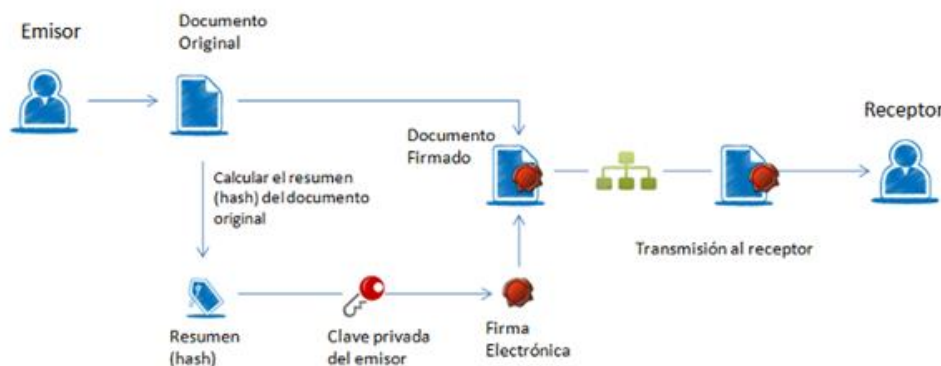 Emisor
Documento
Original
Receptor
Documento
Firmado
Calcular el resumen
(hash) del documento
original
Transmisión al receptor
Resumen
(hash)
Clave privada
del emisor
Firma
Electrónica